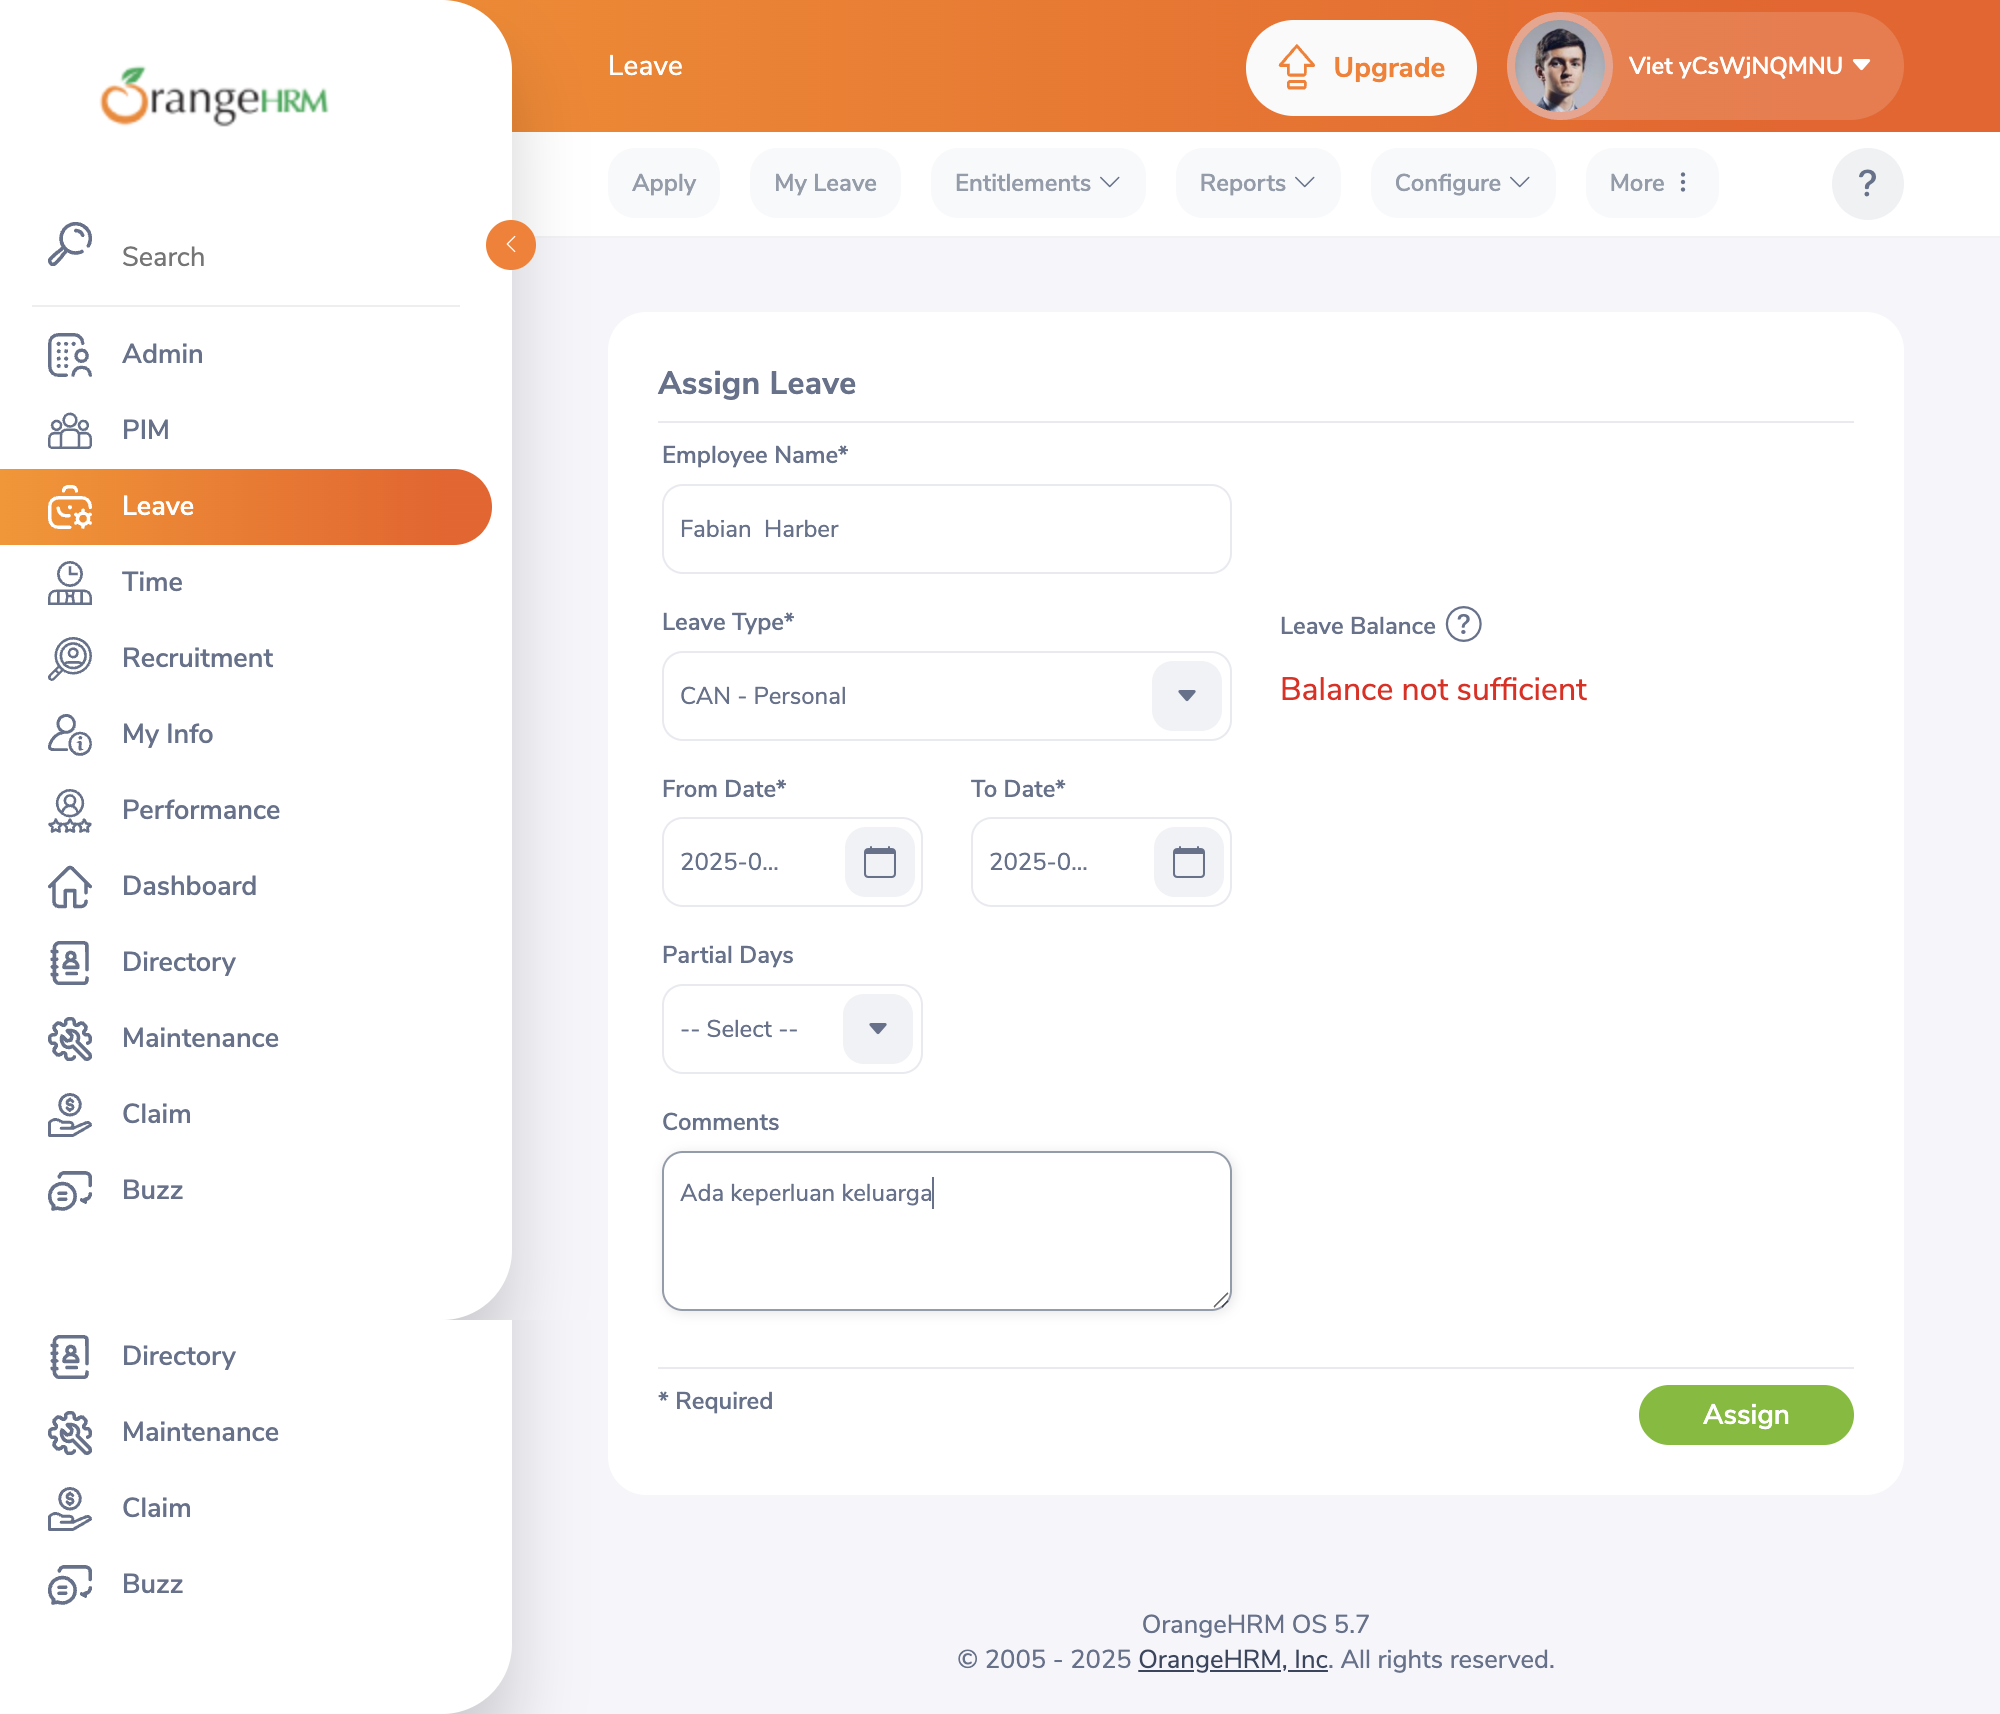 OrangeHRM
Leave
Upgrade
Viet yCsWjNQMNU
Apply
My Leave
Entitlements
Reports
Configure
More
?
Search
Admin
PIM
Leave
Time
Recruitment
My Info
Performance
Dashboard
Directory
Maintenance
Claim
Buzz
Directory
Maintenance
Claim
Buzz
Assign Leave
Employee Name*
Fabian  Harber
Leave Type*
CAN - Personal
Leave Balance ?
Balance not sufficient
From Date*
2025-0...
To Date*
2025-0...
Partial Days
-- Select --
Comments
Ada keperluan keluarga
* Required
Assign
OrangeHRM OS 5.7
© 2005 - 2025 OrangeHRM, Inc. All rights reserved.